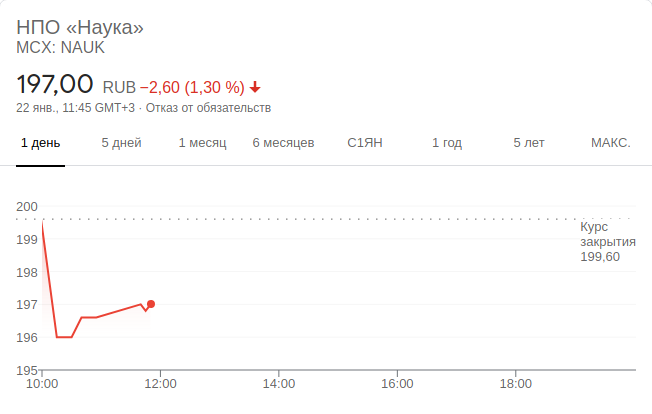 НПО «Наука»
MCX: NAUK
197,00 RUB −2,60 (1,30 %)
22 янв., 11:45 GMT+3 · Отказ от обязательств
1 день 5 дней 1 месяц 6 месяцев С1ЯН 1 год 5 лет МАКС.
200
Курс
закрытия
199,60
199
198
197
196
195
10:00 12:00 14:00 16:00 18:00